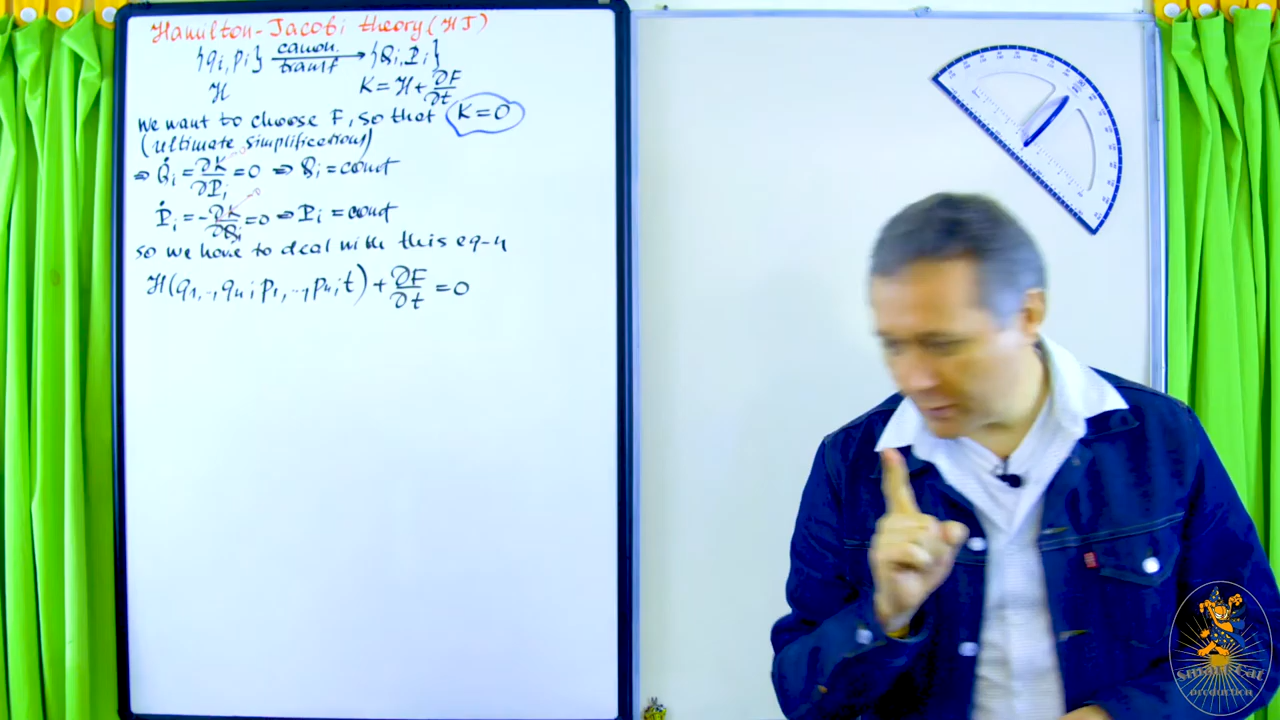 Hamilton-Jacobi theory (HJ)
{qi, pi} canon. transf → {Qi, Pi}
H K = H + ∂F/∂t
We want to choose F, so that K=0
(ultimate simplification)
⇒ Q̇i = ∂K/∂Pi = 0 ⇒ Qi = const
Ṗi = -∂K/∂Qi = 0 ⇒ Pi = const
so we have to deal with this eq-n
H(q1, .., qn; p1, .., pn; t) + ∂F/∂t = 0
production